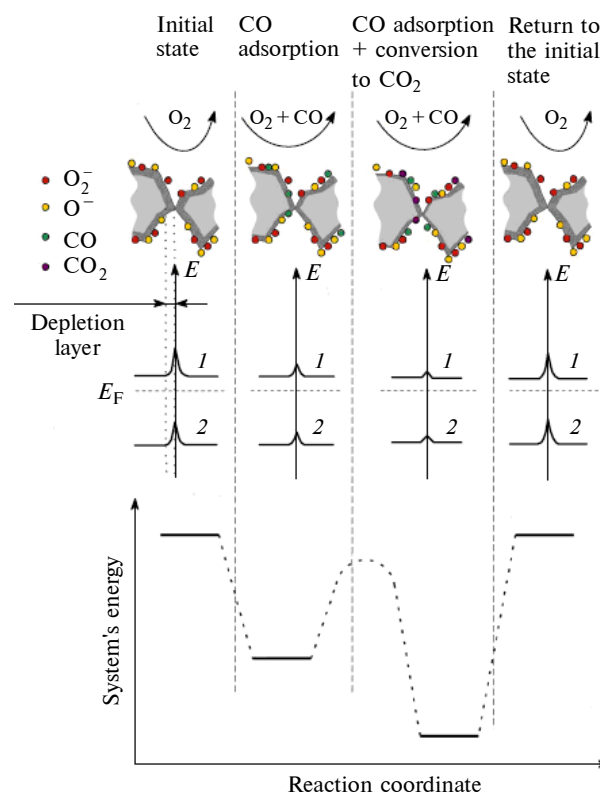 Initial state
CO adsorption
CO adsorption + conversion to CO₂
Return to the initial state
O₂
O₂ + CO
O₂ + CO
O₂
O₂⁻
O⁻
CO
CO₂
E
E
E
E
Depletion layer
1
1
1
1
E_F
2
2
2
2
System's energy
Reaction coordinate